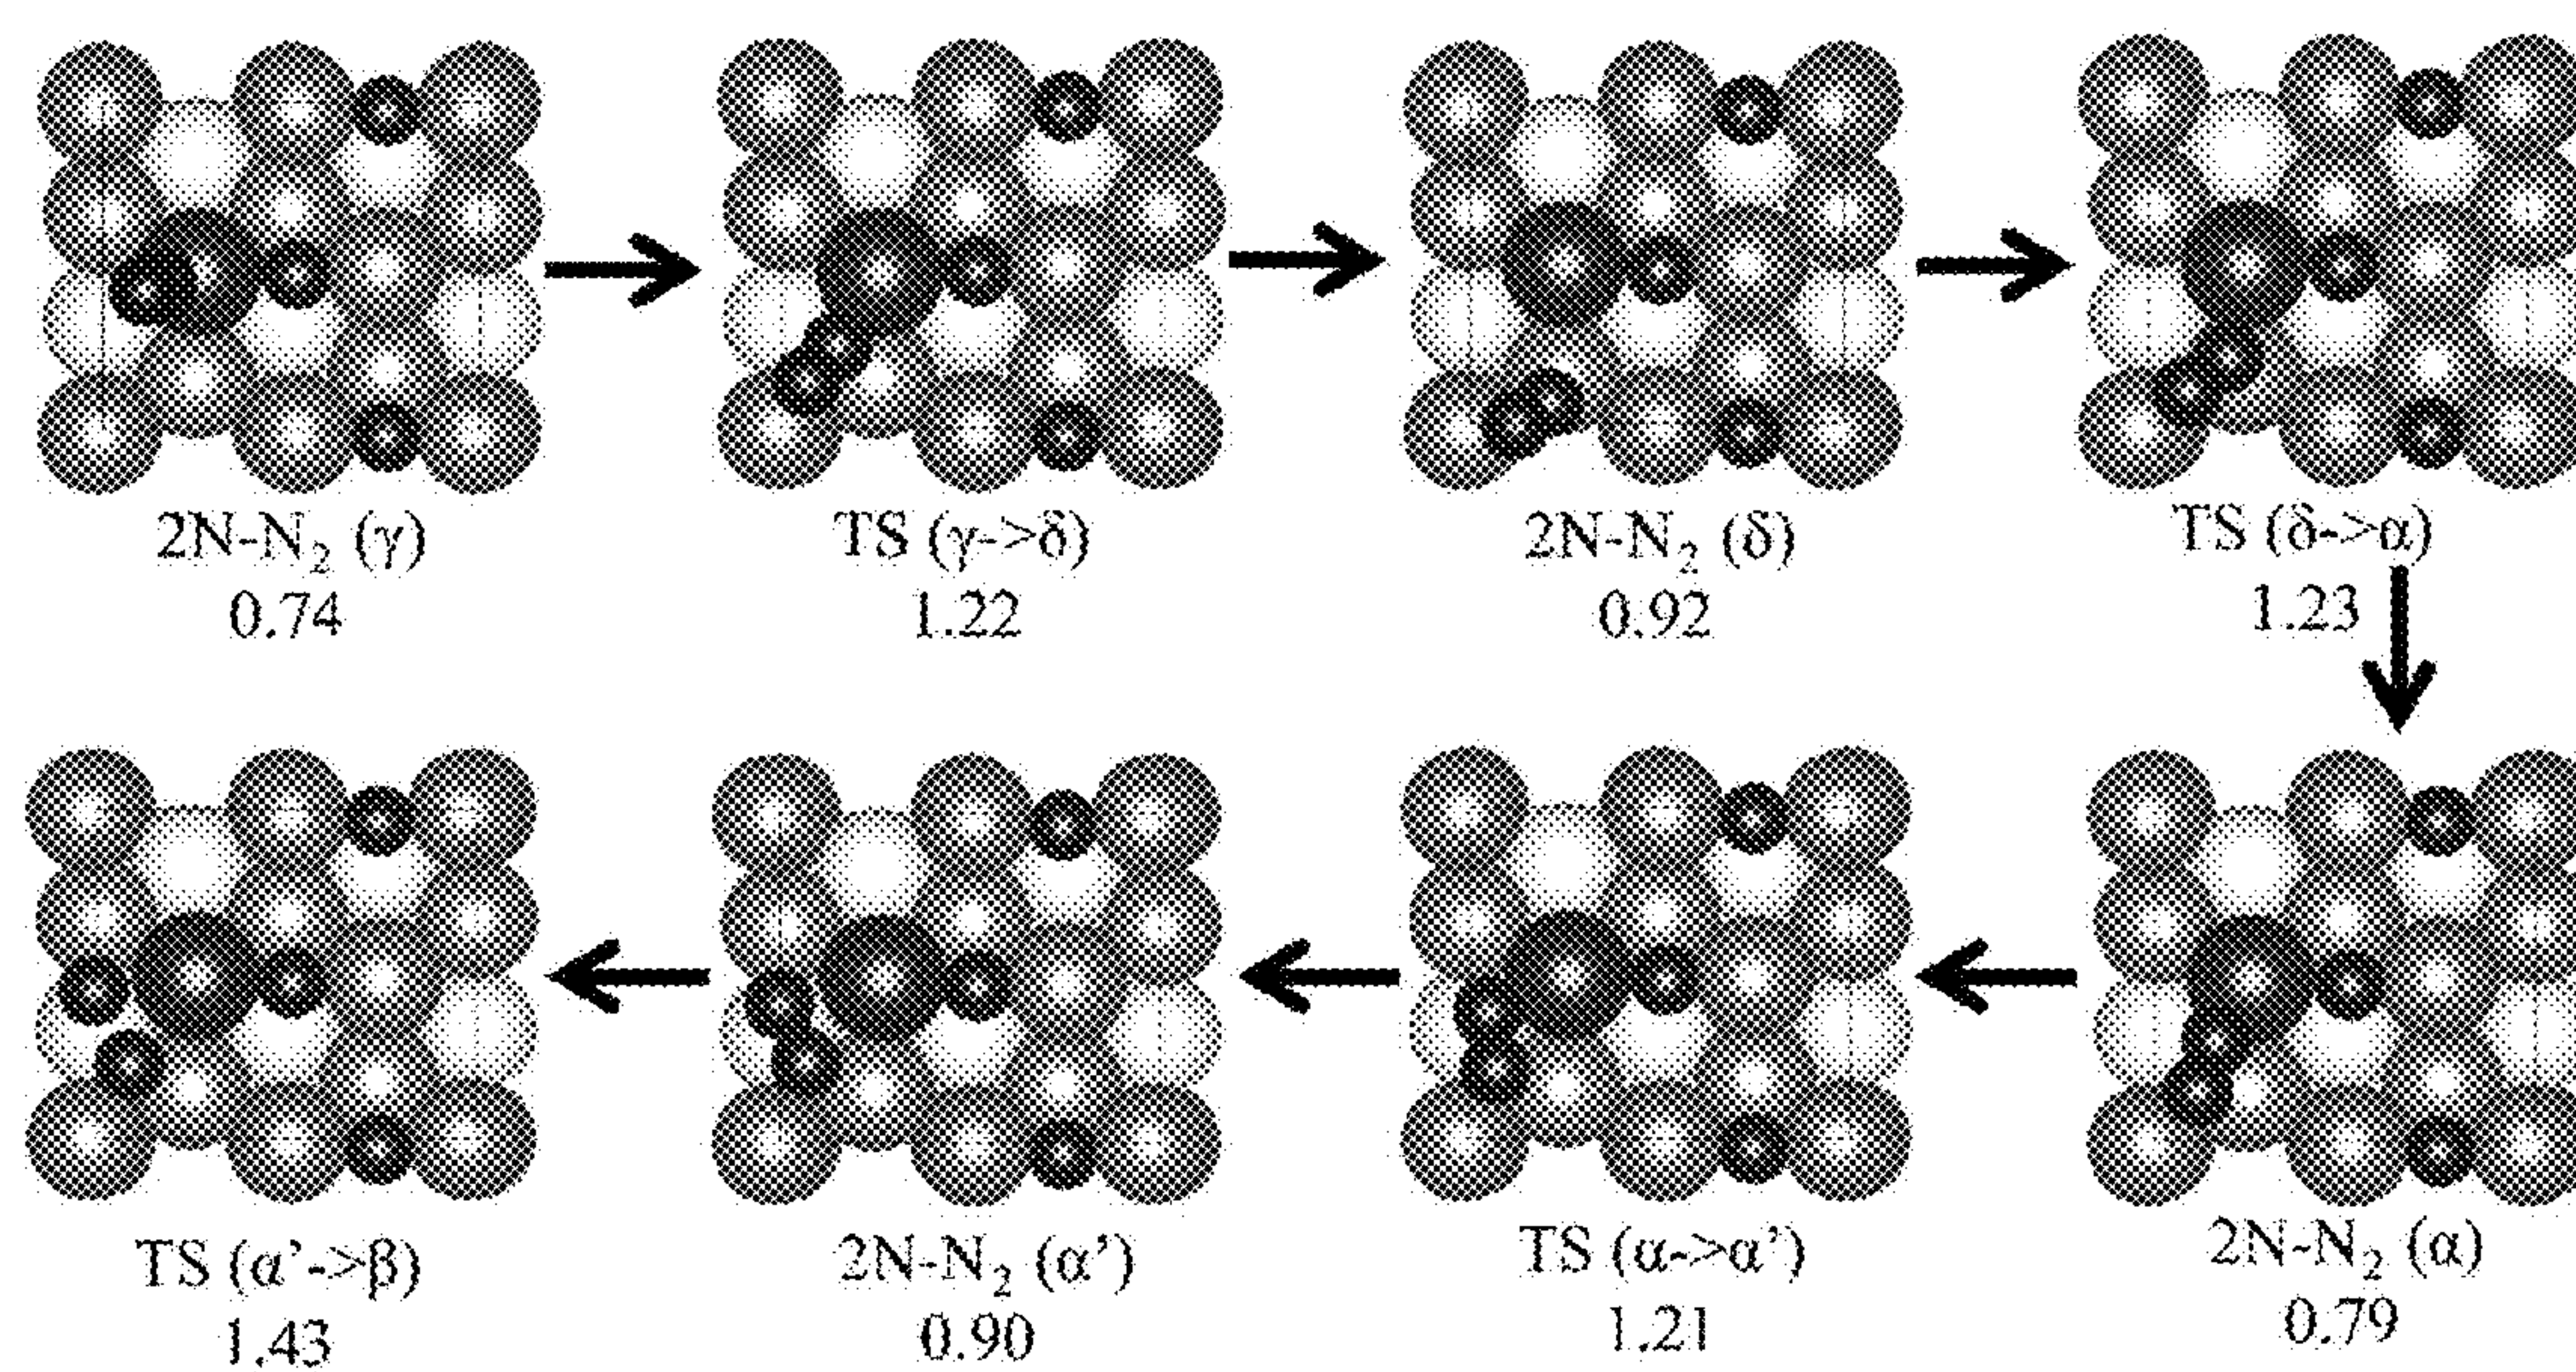 2N-N₂ (γ)
0.74
TS (γ->δ)
1.22
2N-N₂ (δ)
0.92
TS (δ->α)
1.23
TS (α'->β)
1.43
2N-N₂ (α')
0.90
TS (α->α')
1.21
2N-N₂ (α)
0.79